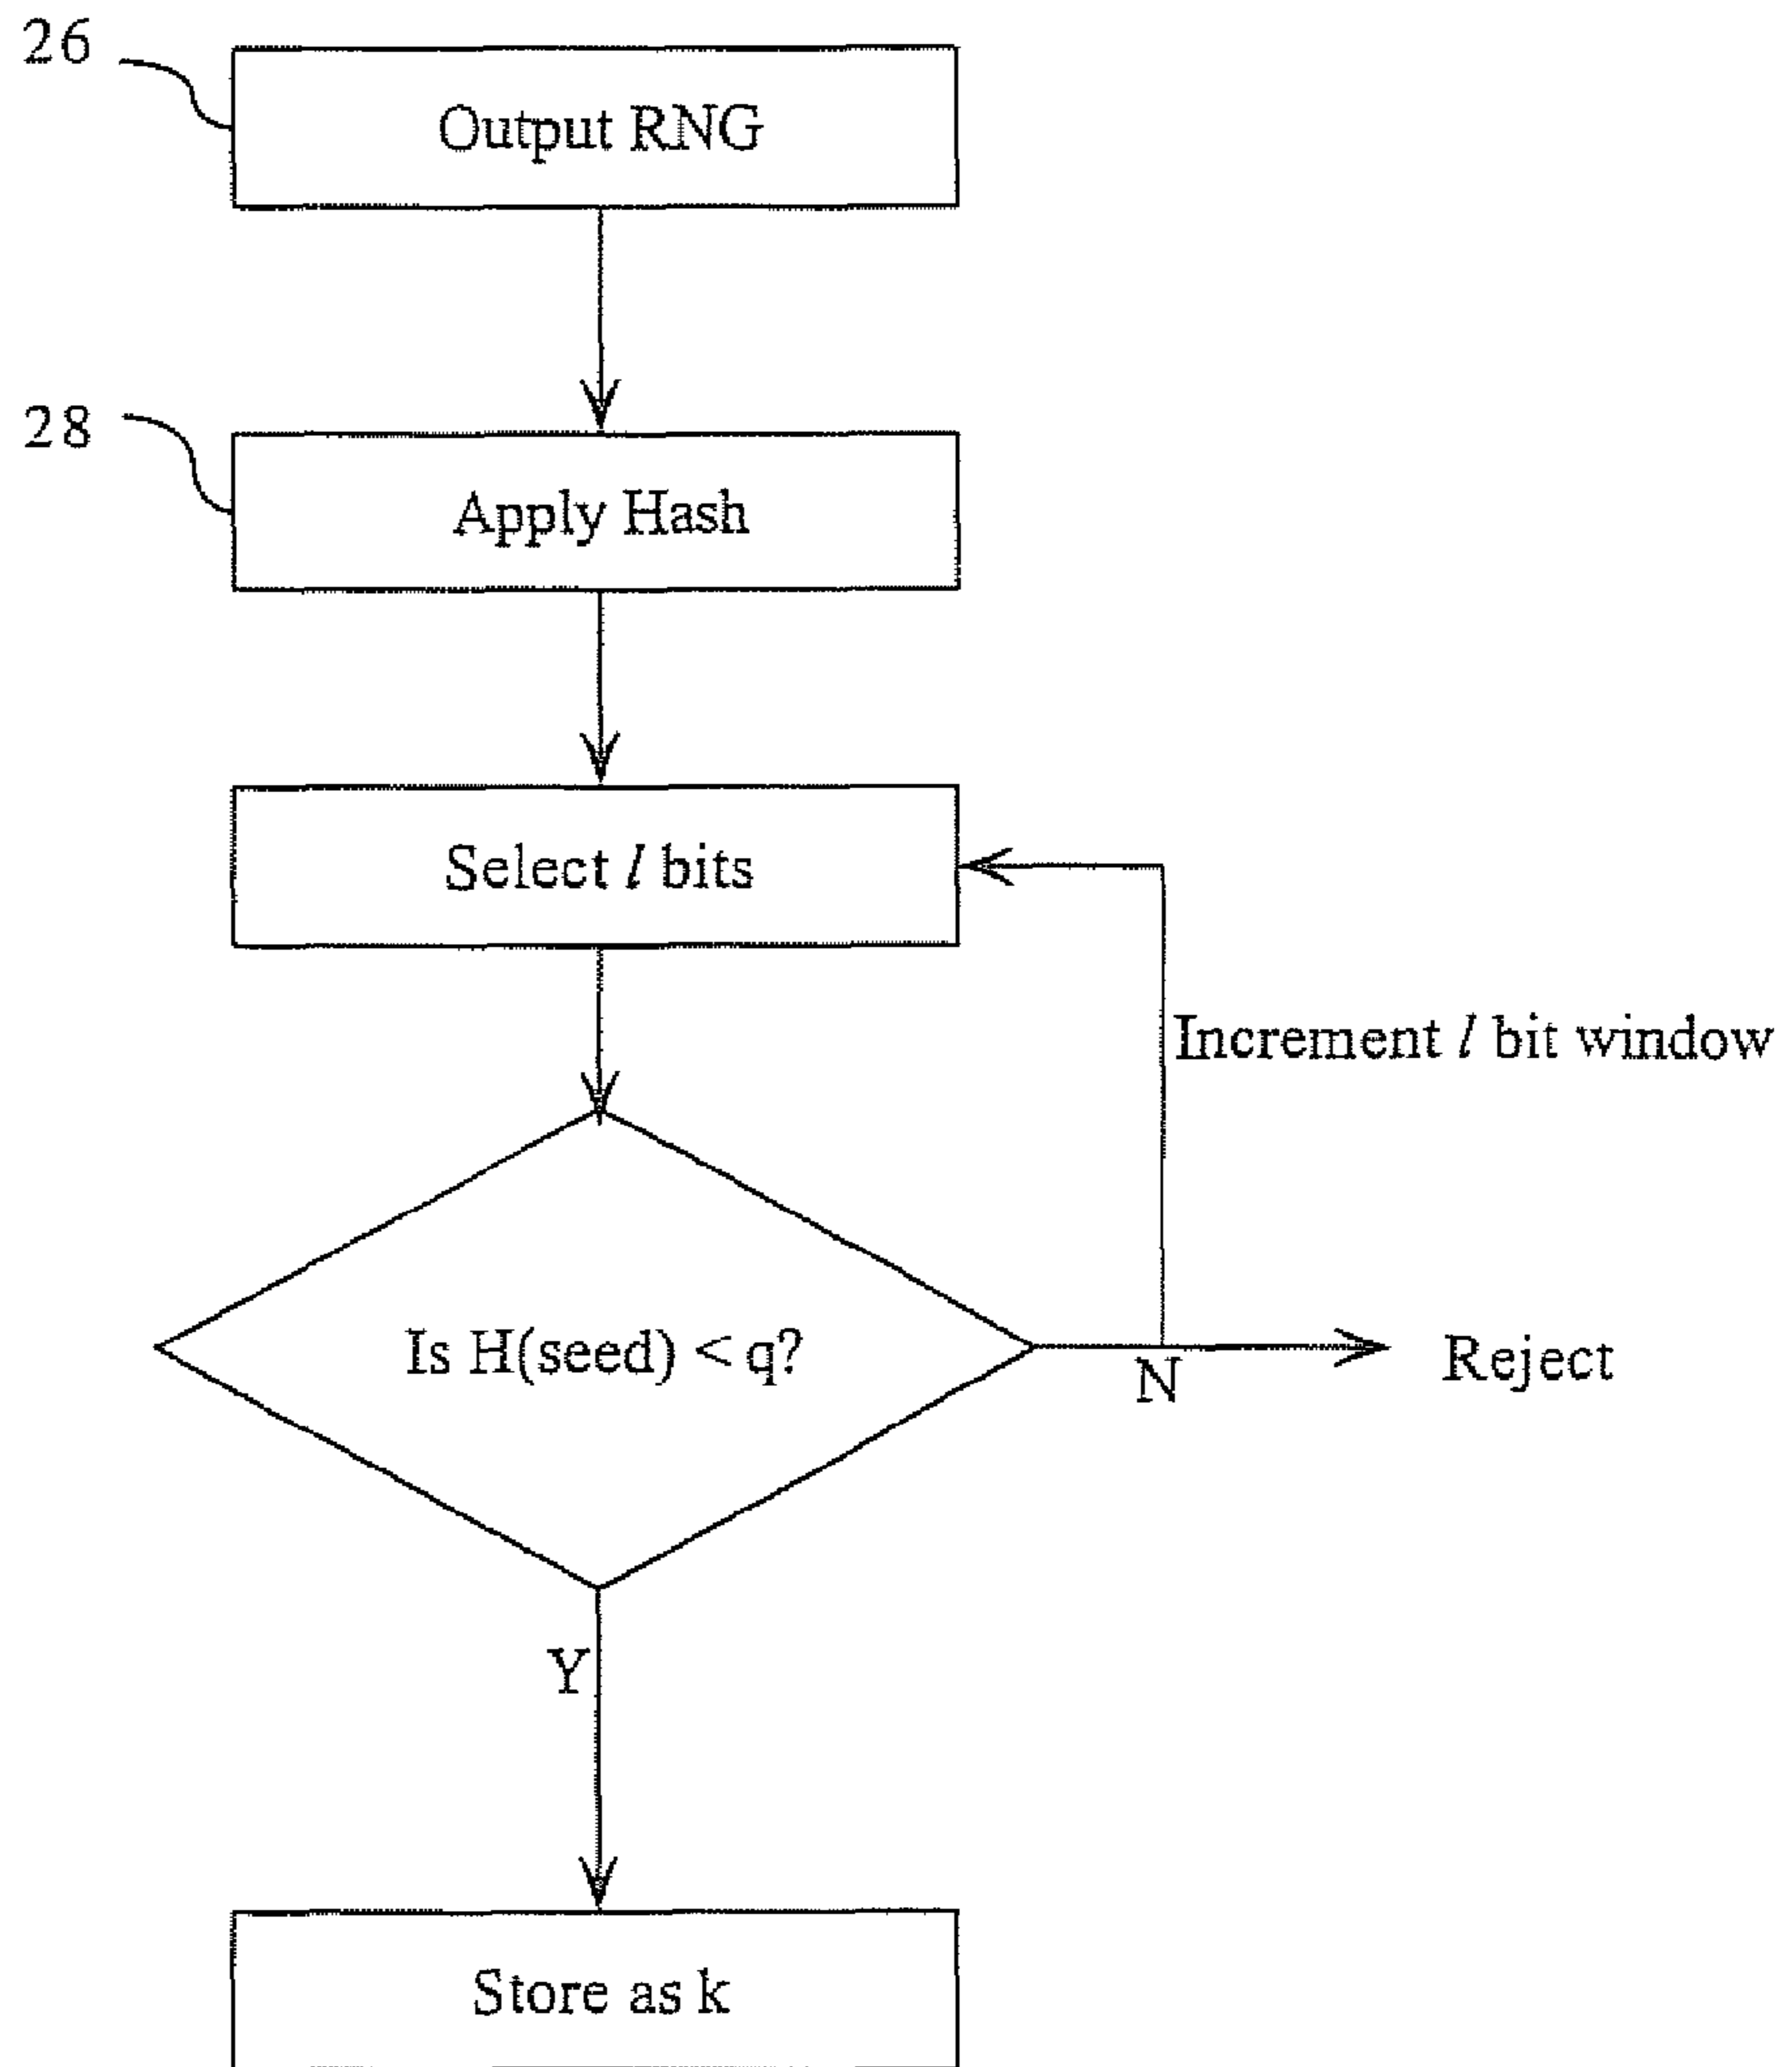 26
Output RNG
28
Apply Hash
Select l bits
Increment l bit window
Is H(seed) < q?
N
Reject
Y
Store as k